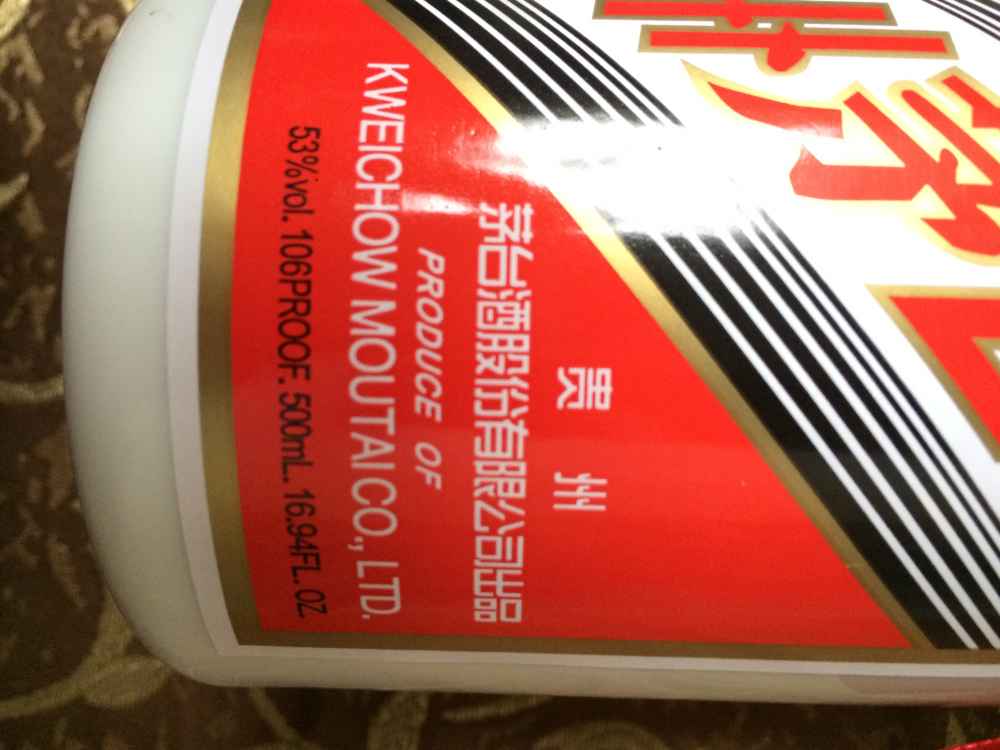 贵州
茅台酒股份有限公司出品
PRODUCE OF
KWEICHOW MOUTAI CO., LTD.
53%vol. 106PROOF. 500mL. 16.94FL. OZ.